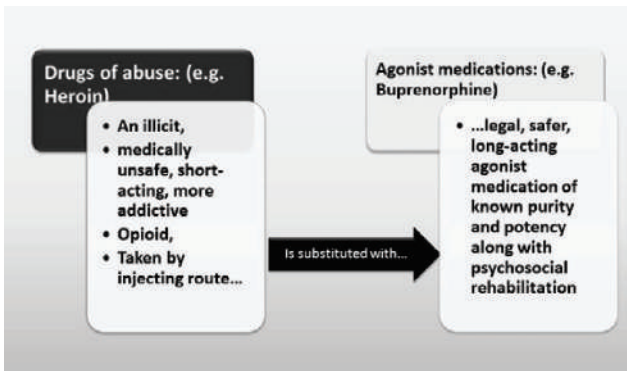 Drugs of abuse: (e.g.
Heroin)
• An illicit,
• medically
unsafe, short-
acting, more
addictive
• Opioid,
• Taken by
injecting route...
Is substituted with...
Agonist medications: (e.g.
Buprenorphine)
• ...legal, safer,
long-acting
agonist
medication of
known purity
and potency
along with
psychosocial
rehabilitation